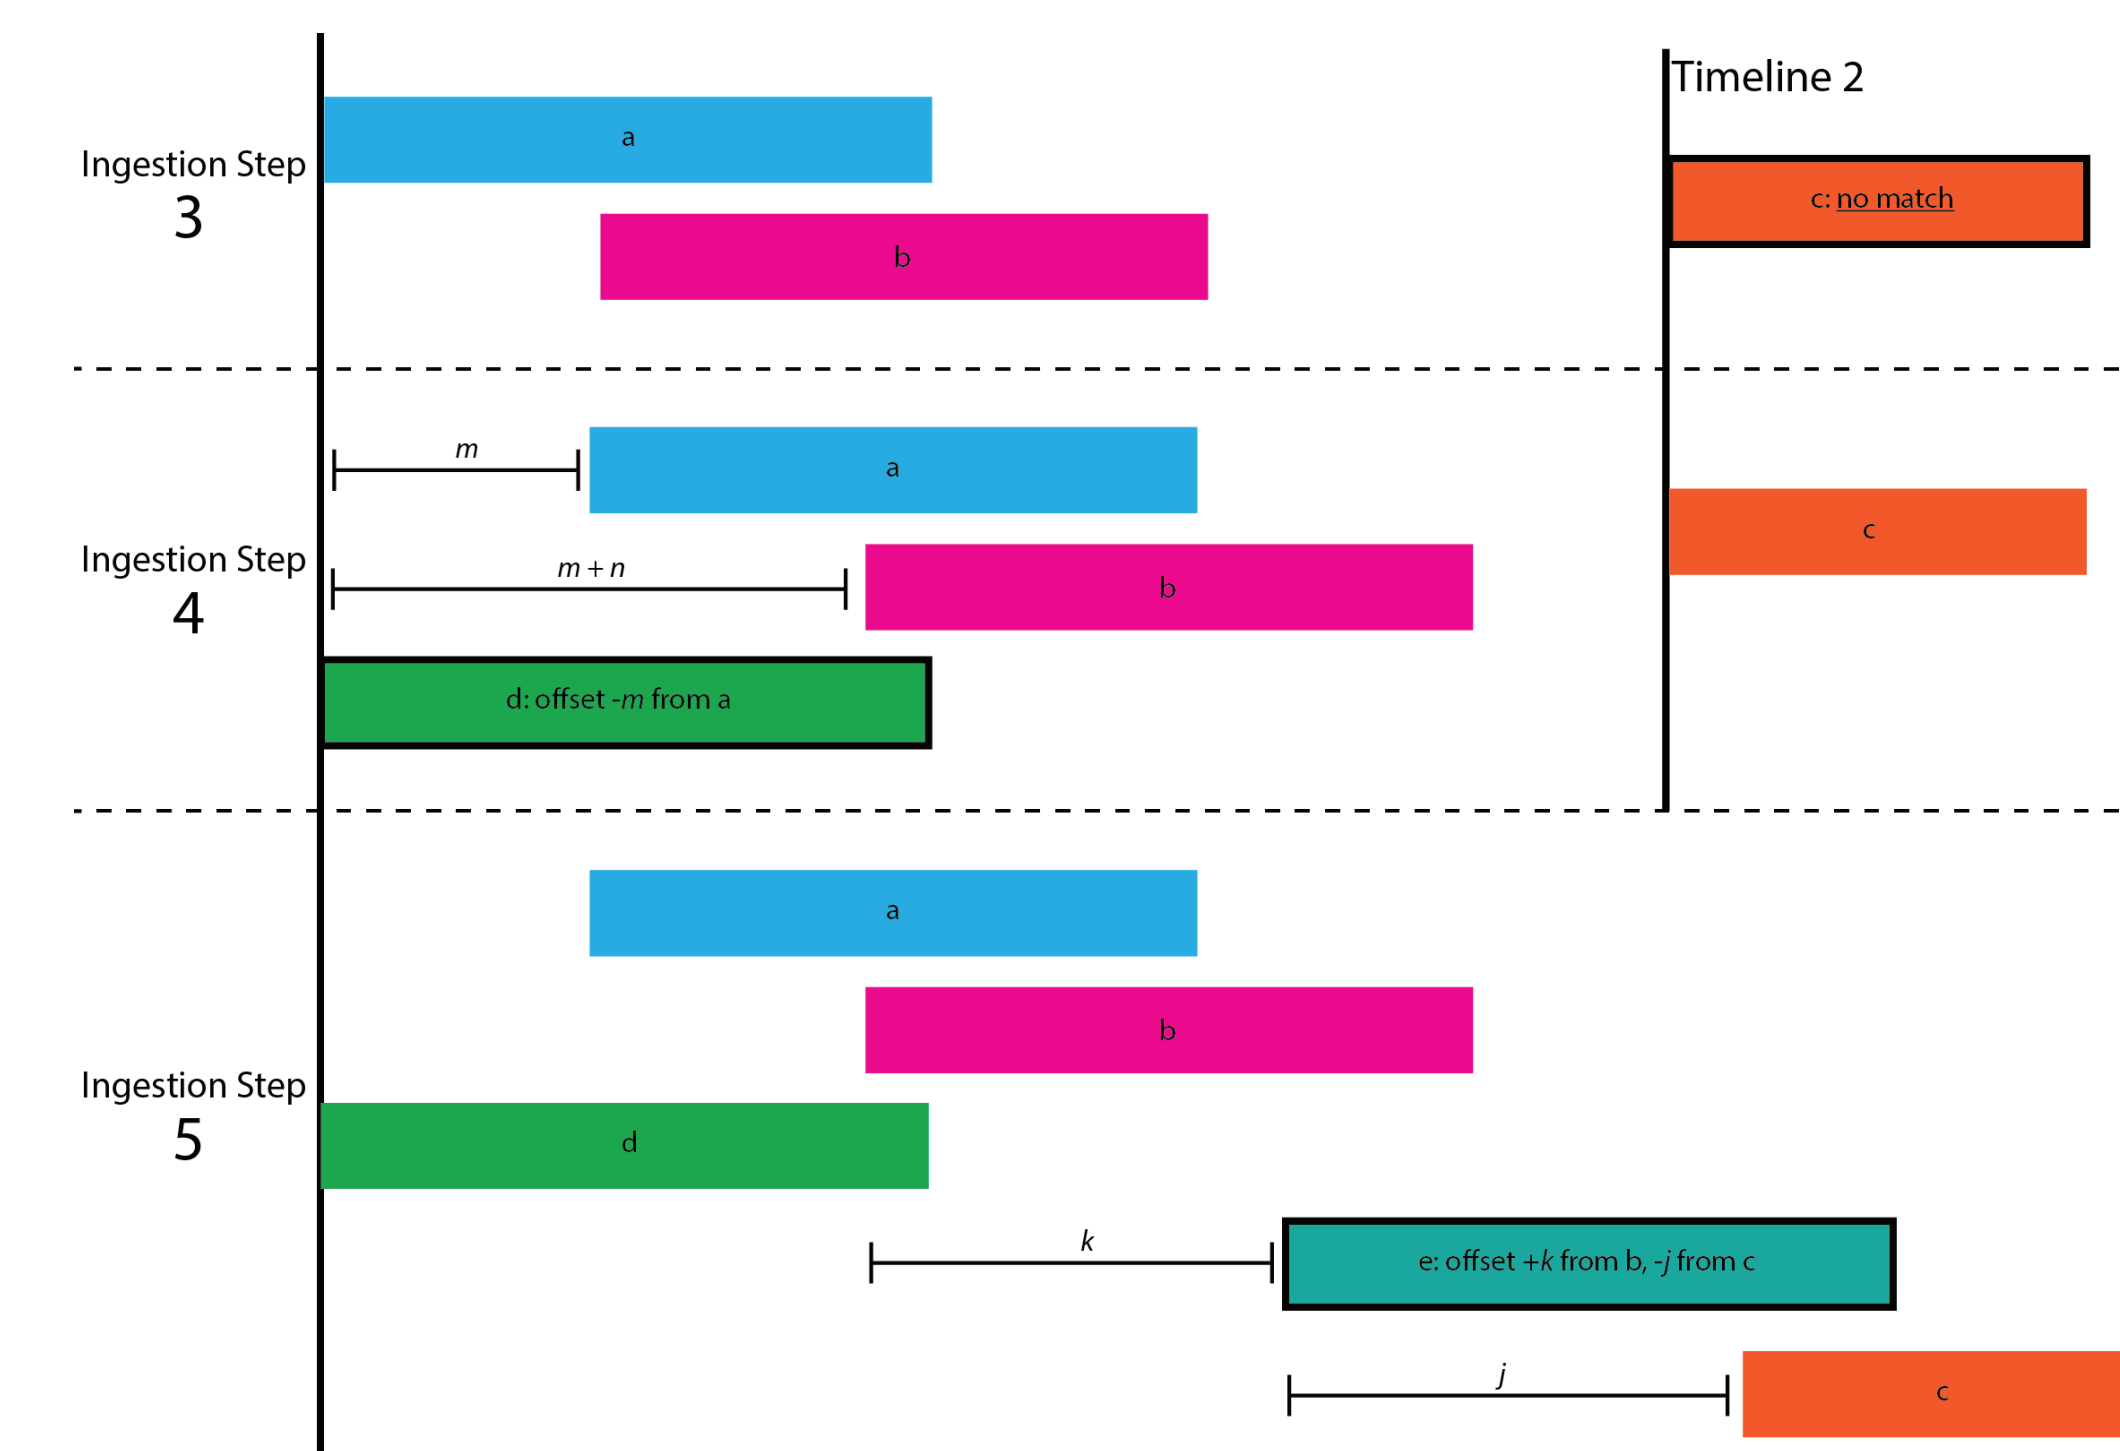 Timeline 2
a
Ingestion Step
3
c: no match
b
m
a
Ingestion Step
4
m + n
b
c
d: offset -m from a
a
b
Ingestion Step
5
d
k
e: offset +k from b, -j from c
j
c